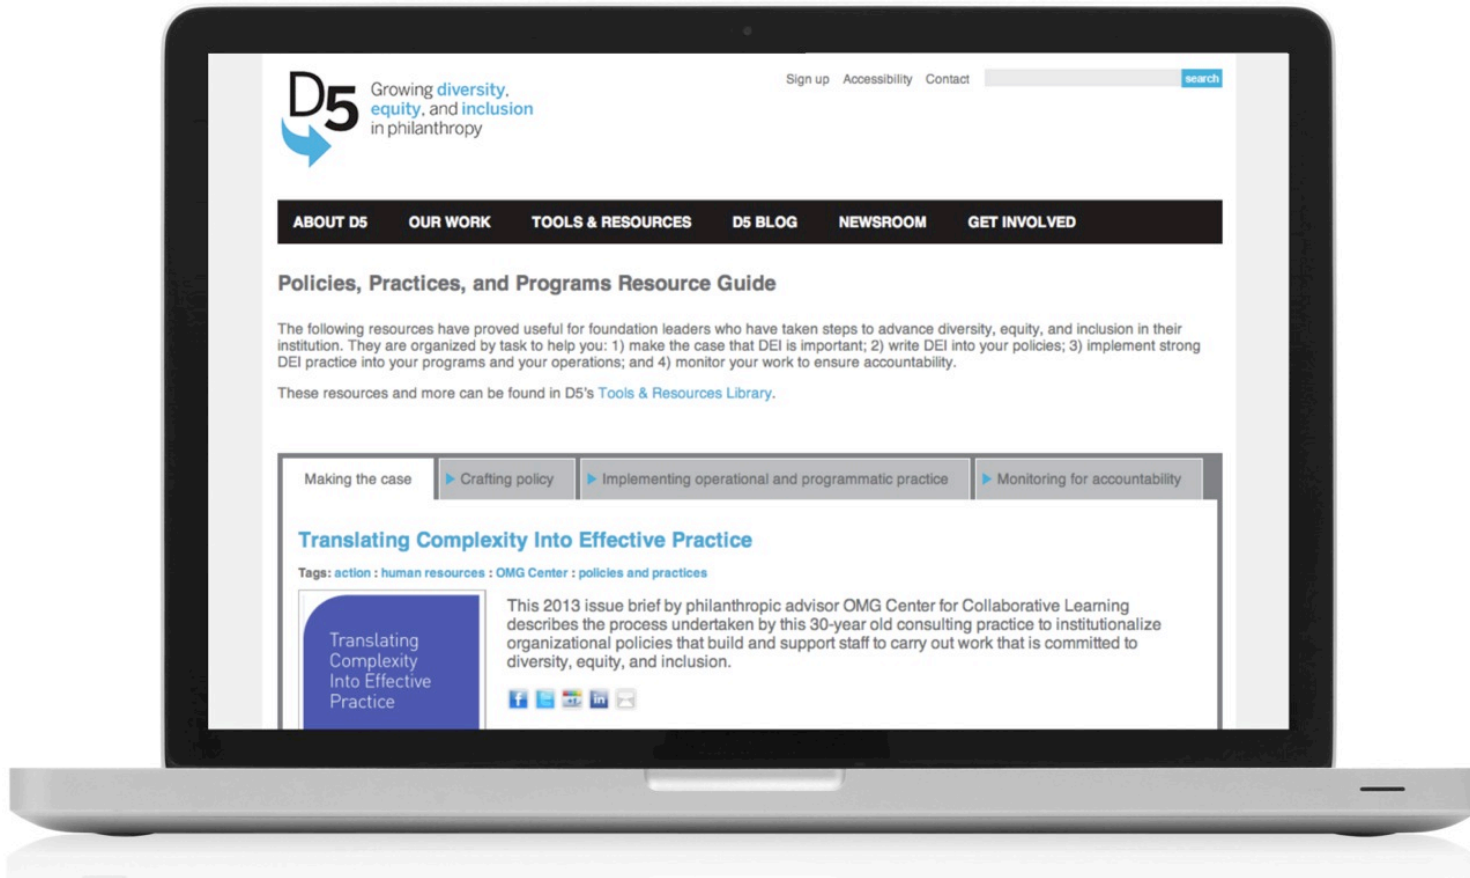 D5
Growing diversity,
equity, and inclusion
in philanthropy
Sign up Accessibility Contact
search
ABOUT D5 OUR WORK TOOLS & RESOURCES D5 BLOG NEWSROOM GET INVOLVED
Policies, Practices, and Programs Resource Guide
The following resources have proved useful for foundation leaders who have taken steps to advance diversity, equity, and inclusion in their
institution. They are organized by task to help you: 1) make the case that DEI is important; 2) write DEI into your policies; 3) implement strong
DEI practice into your programs and your operations; and 4) monitor your work to ensure accountability.
These resources and more can be found in D5's Tools & Resources Library.
Making the case Crafting policy Implementing operational and programmatic practice Monitoring for accountability
Translating Complexity Into Effective Practice
Tags: action : human resources : OMG Center : policies and practices
Translating
Complexity
Into Effective
Practice
This 2013 issue brief by philanthropic advisor OMG Center for Collaborative Learning
describes the process undertaken by this 30-year old consulting practice to institutionalize
organizational policies that build and support staff to carry out work that is committed to
diversity, equity, and inclusion.